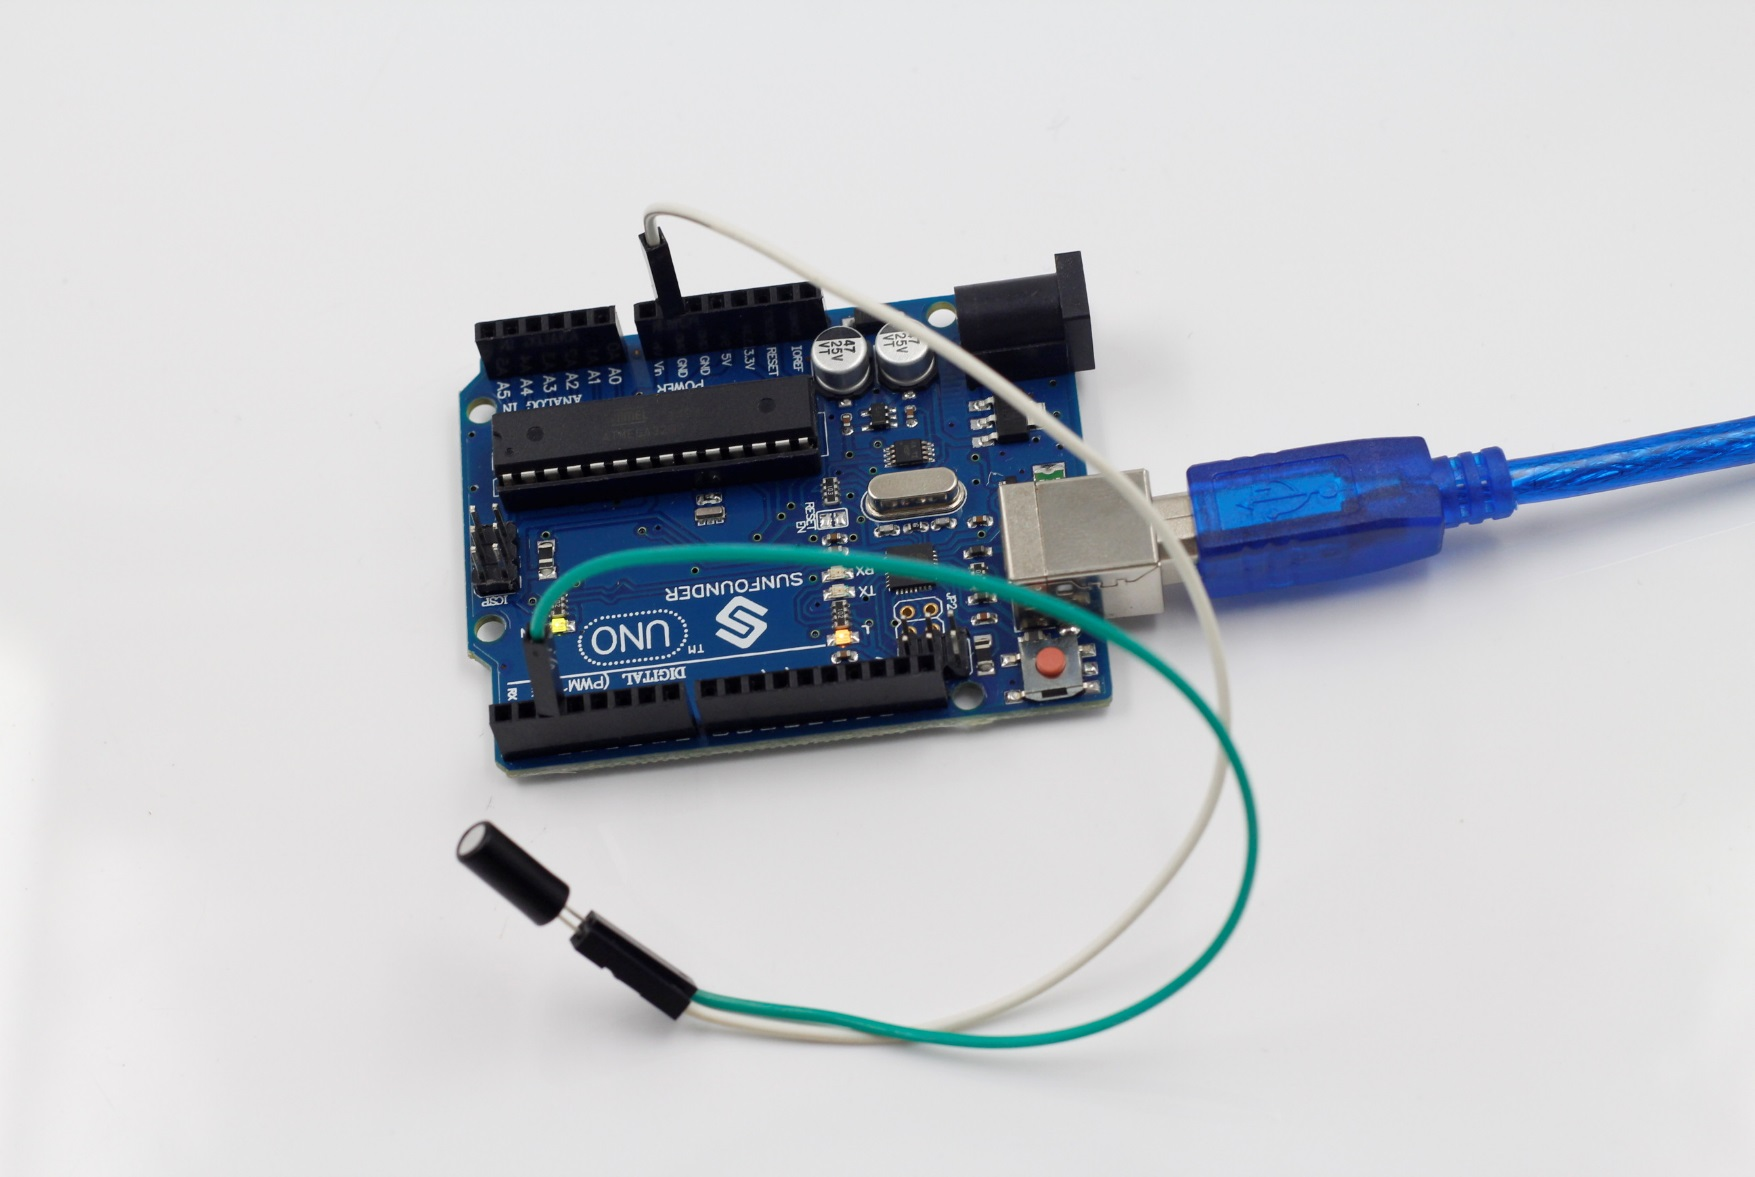 IOREF
RESET
3.3V
5V
GND
GND
Vin
A0
A1
A2
A3
A4
A5
POWER
ANALOG IN
47
25V
VT
25V
VT
RESET
EN
RX
TX
L
ICSP
JP2
SUNFOUNDER
UNO
TM
DIGITAL (PWM